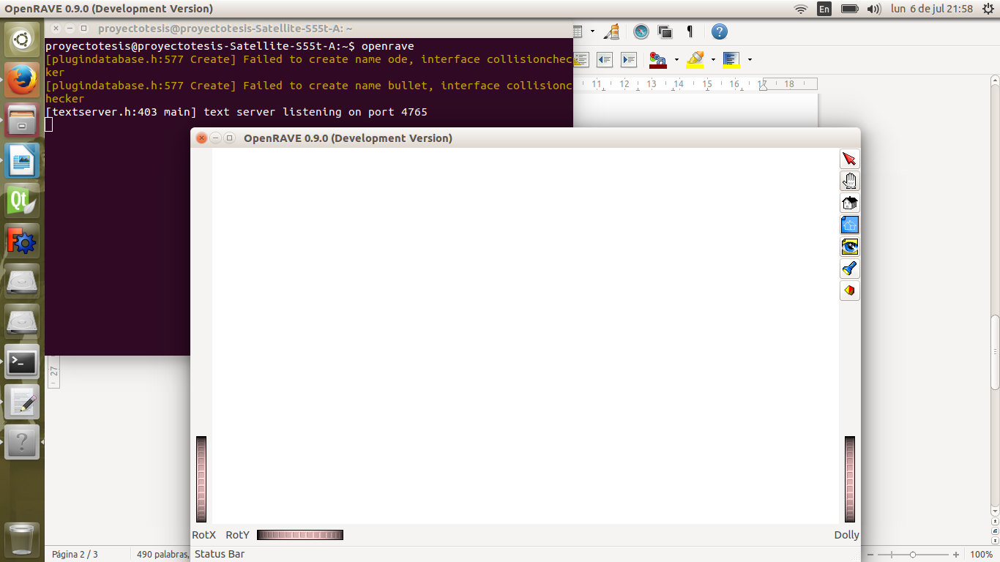 OpenRAVE 0.9.0 (Development Version)
En
lun 6 de jul 21:58
proyectotesis@proyectotesis-Satellite-S55t-A: ~
proyectotesis@proyectotesis-Satellite-S55t-A:~$ openrave
[plugindatabase.h:577 Create] Failed to create name ode, interface collisionchec
ker
[plugindatabase.h:577 Create] Failed to create name bullet, interface collisionc
hecker
[textserver.h:403 main] text server listening on port 4765
11 12 13 14 15 16 17 18
OpenRAVE 0.9.0 (Development Version)
Qt
27
RotX RotY
Dolly
Página 2 / 3
490 palabras,
Status Bar
100%